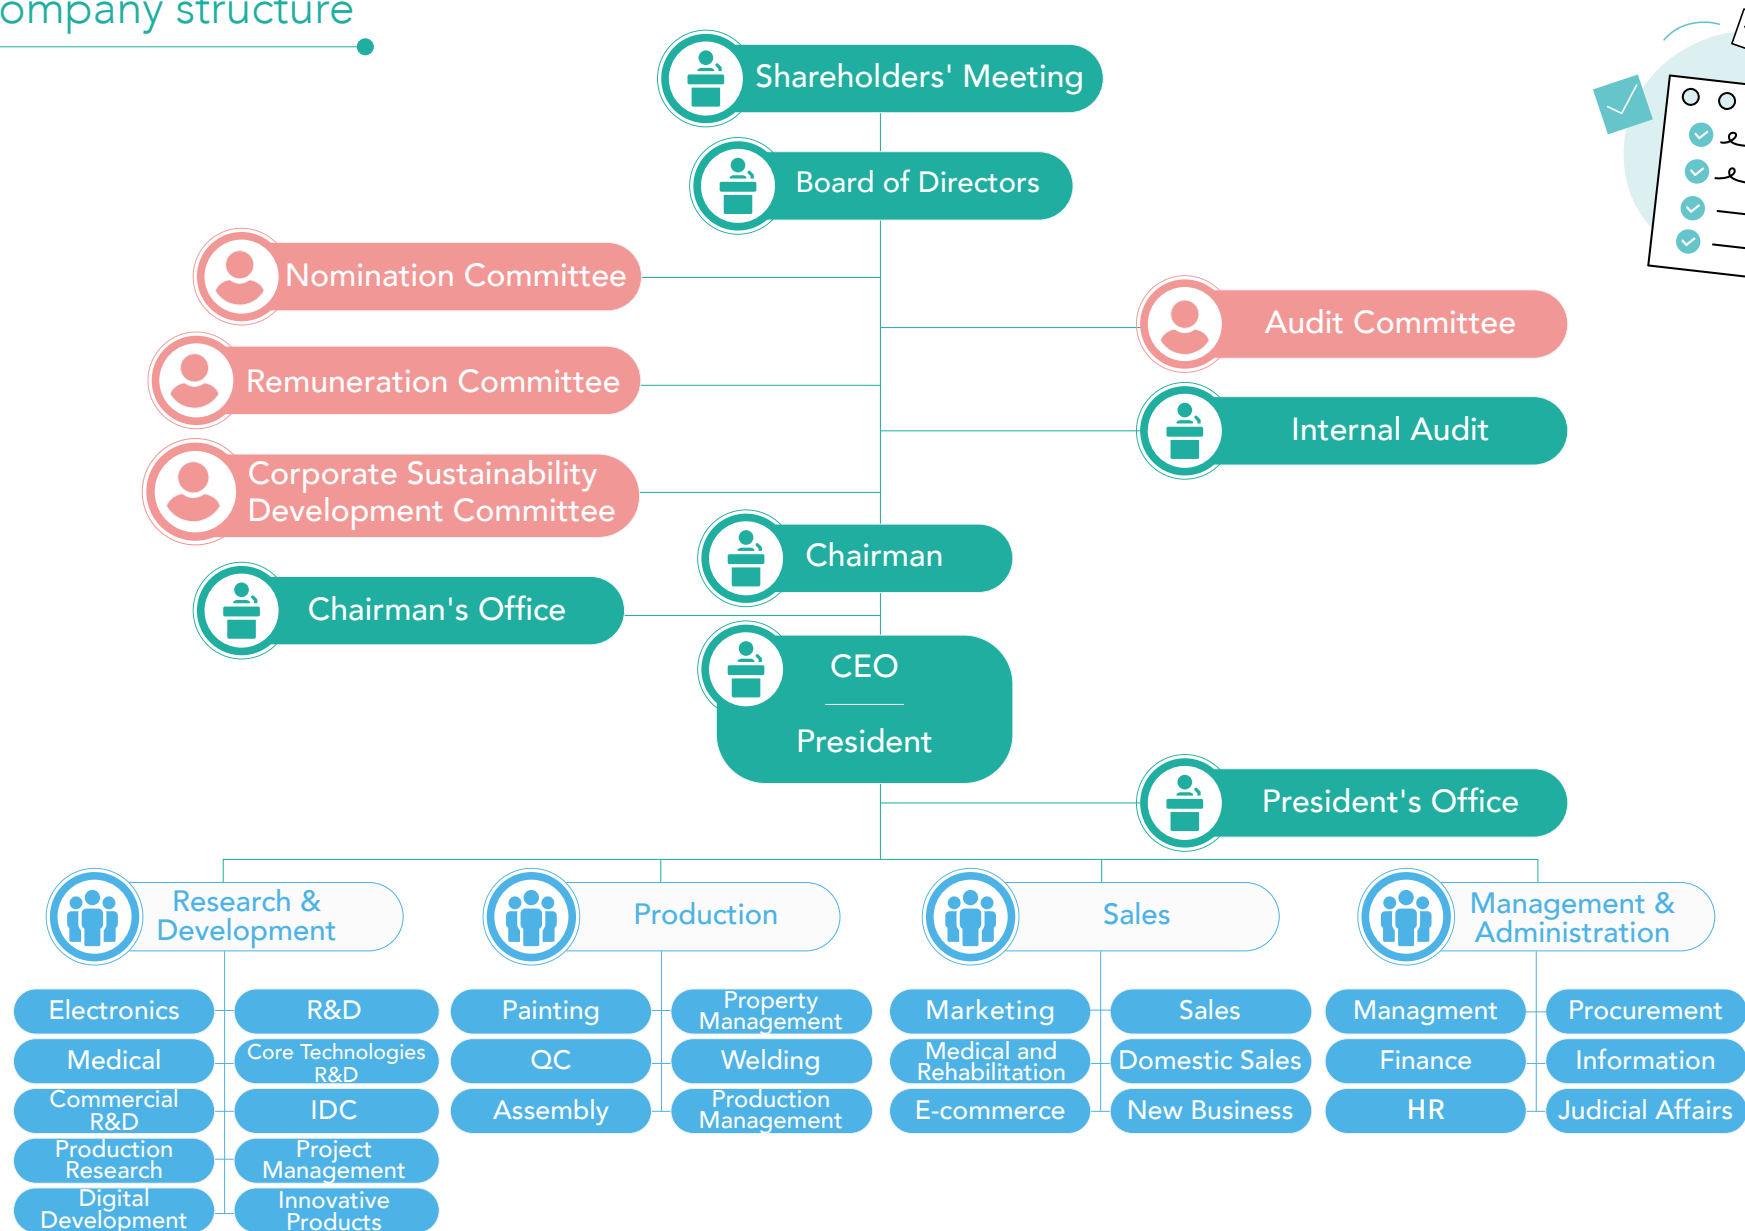 ompany structure
Shareholders' Meeting
Board of Directors
Nomination Committee
Audit Committee
Remuneration Committee
Internal Audit
Corporate Sustainability
Development Committee
Chairman
Chairman's Office
CEO
President
President's Office
Research &
Development
Production
Sales
Management &
Administration
Electronics
R&D
Medical
Core Technologies
R&D
Commercial
R&D
IDC
Production
Research
Project
Management
Digital
Development
Innovative
Products
Painting
Property
Management
QC
Welding
Assembly
Production
Management
Marketing
Sales
Medical and
Rehabilitation
Domestic Sales
E-commerce
New Business
Managment
Procurement
Finance
Information
HR
Judicial Affairs